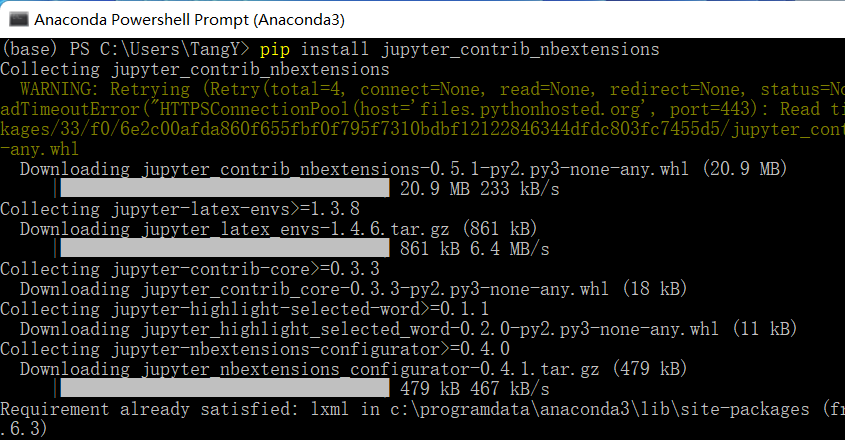 Anaconda Powershell Prompt (Anaconda3)
(base) PS C:\Users\TangY> pip install jupyter_contrib_nbextensions
Collecting jupyter_contrib_nbextensions
  WARNING: Retrying (Retry(total=4, connect=None, read=None, redirect=None, status=No
adTimeoutError("HTTPSConnectionPool(host='files.pythonhosted.org', port=443): Read ti
kages/33/f0/6e2c00afda860f655fbf0f795f7310bdbf12122846344dfdc803fc7455d5/jupyter_cont
-any.whl
  Downloading jupyter_contrib_nbextensions-0.5.1-py2.py3-none-any.whl (20.9 MB)
20.9 MB 233 kB/s
Collecting jupyter-latex-envs>=1.3.8
  Downloading jupyter_latex_envs-1.4.6.tar.gz (861 kB)
861 kB 6.4 MB/s
Collecting jupyter-contrib-core>=0.3.3
  Downloading jupyter_contrib_core-0.3.3-py2.py3-none-any.whl (18 kB)
Collecting jupyter-highlight-selected-word>=0.1.1
  Downloading jupyter_highlight_selected_word-0.2.0-py2.py3-none-any.whl (11 kB)
Collecting jupyter-nbextensions-configurator>=0.4.0
  Downloading jupyter_nbextensions_configurator-0.4.1.tar.gz (479 kB)
479 kB 467 kB/s
Requirement already satisfied: lxml in c:\programdata\anaconda3\lib\site-packages (fr
.6.3)